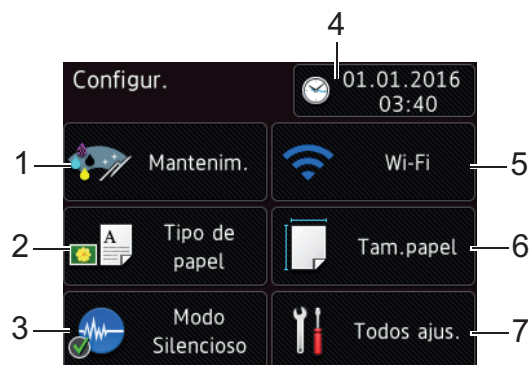 4
Configur.
01.01.2016
03:40
1
Mantenim.
Wi-Fi
5
2
A
Tipo de
papel
Tam.papel
6
3
Modo
Silencioso
Todos ajus.
7